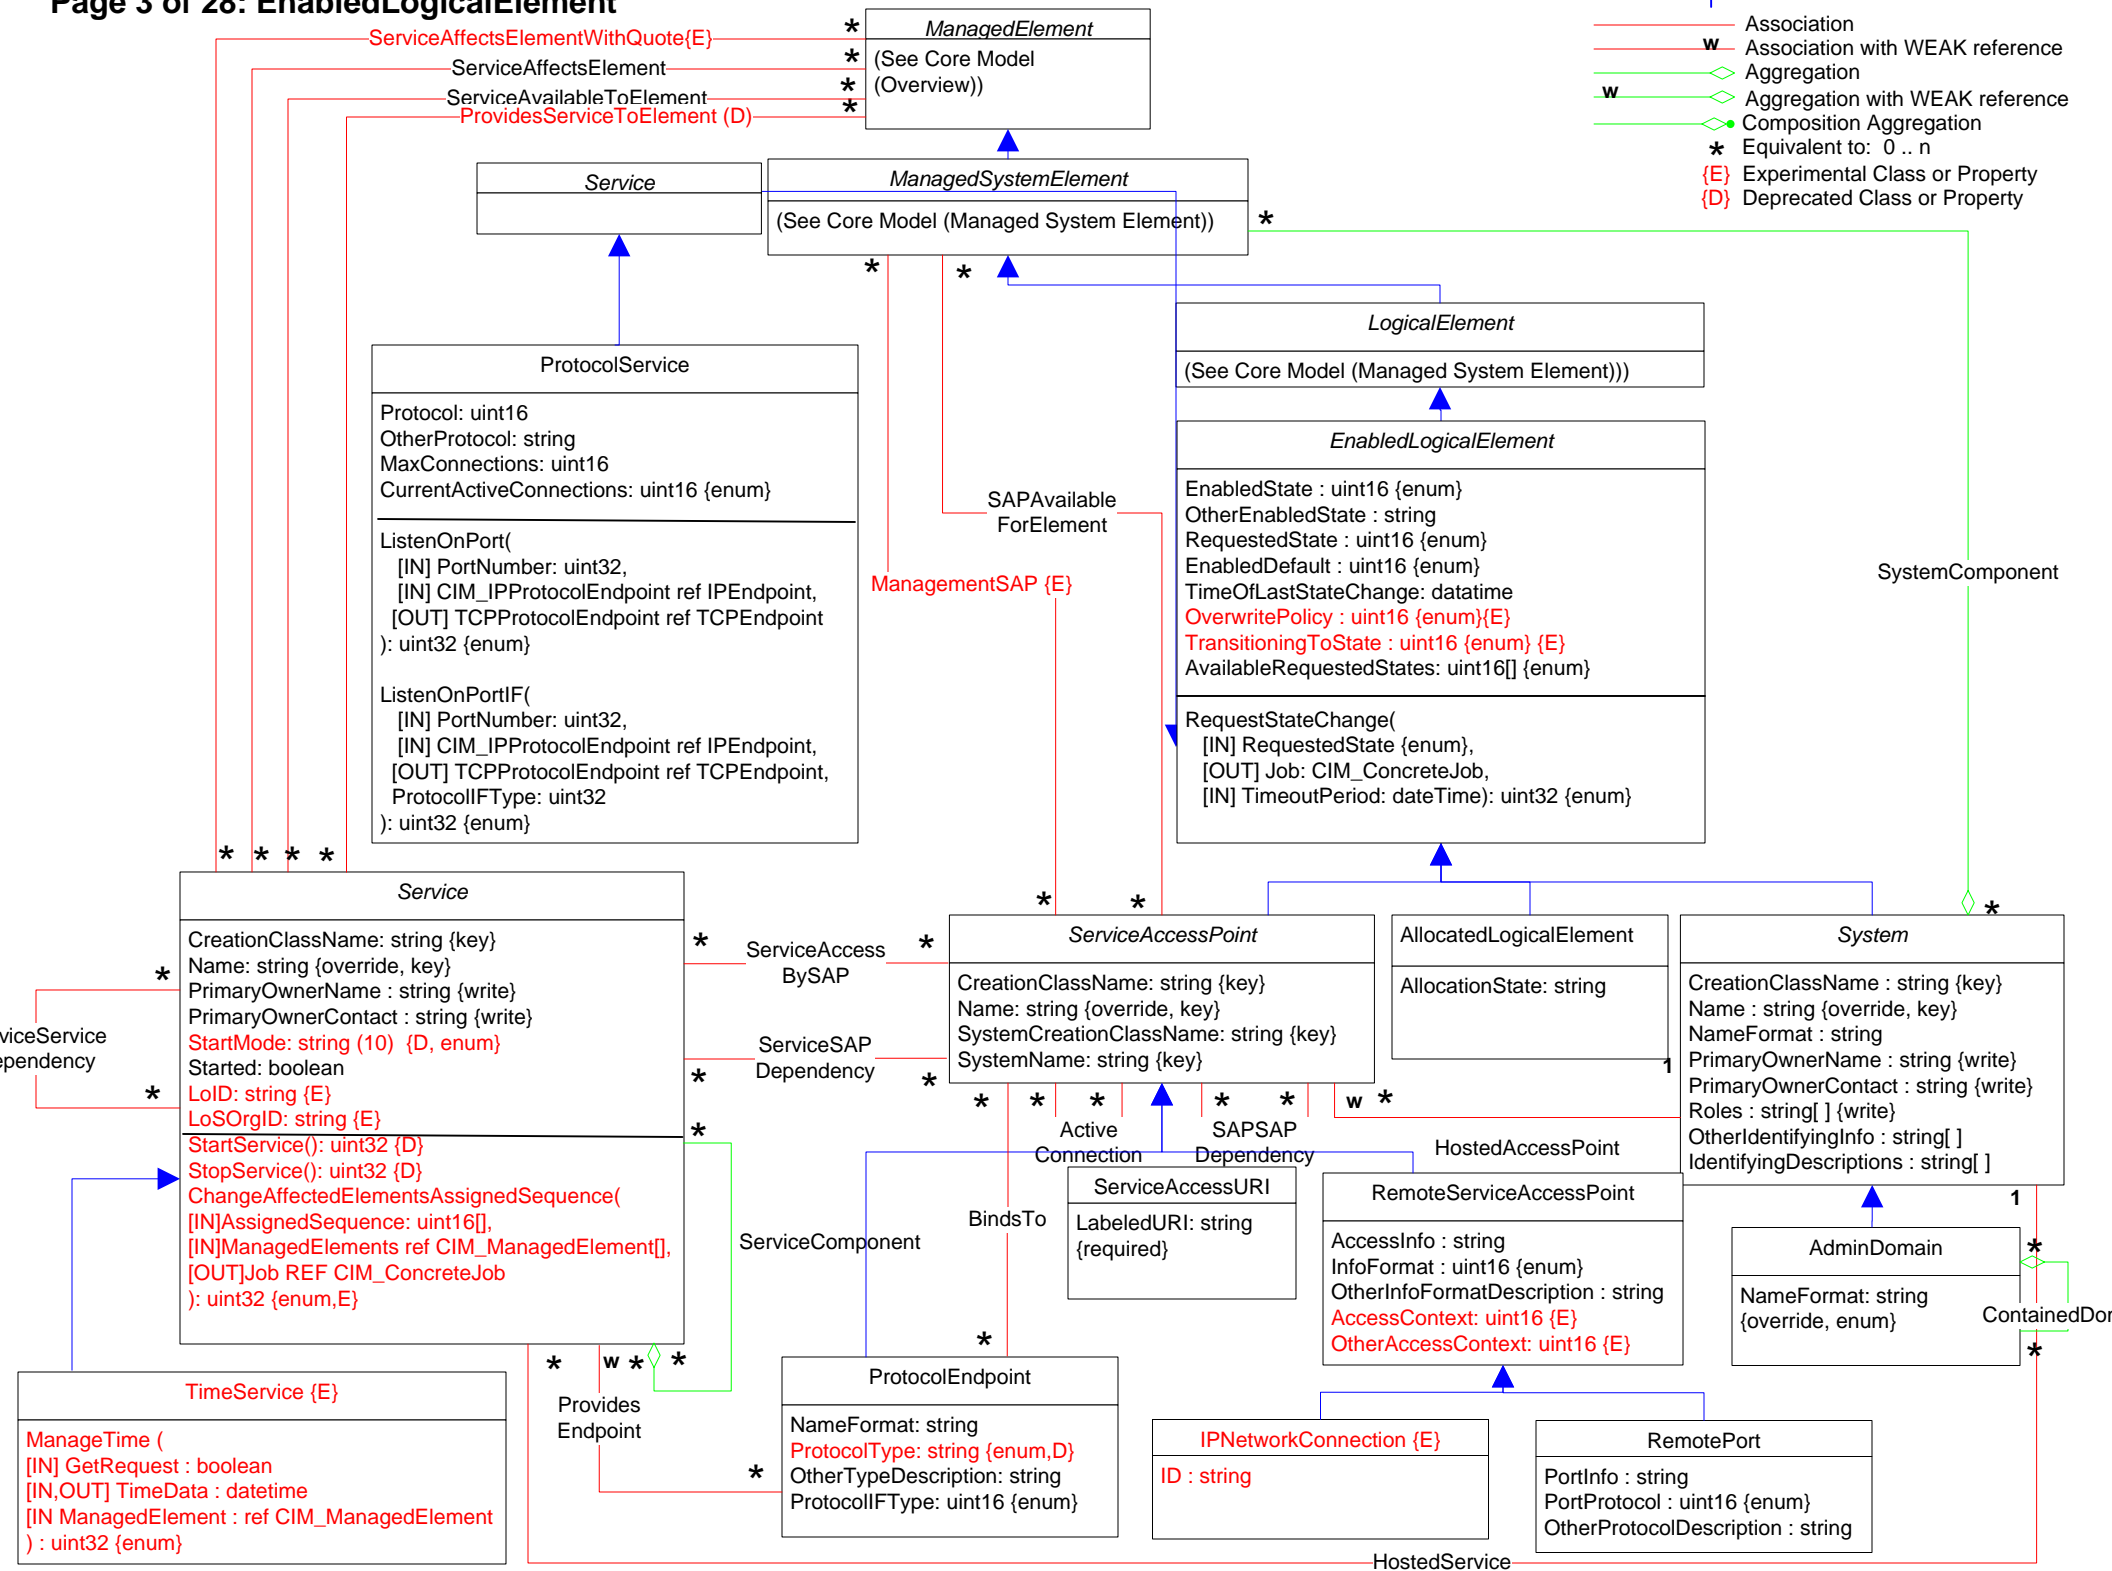 Page 3 of 28: EnabledLogicalElement
Association
w
Association with WEAK reference
Aggregation
w
Aggregation with WEAK reference
Composition Aggregation
* Equivalent to: 0 .. n
{E} Experimental Class or Property
{D} Deprecated Class or Property
ServiceAffectsElementWithQuote{E}
*
ServiceAffectsElement
*
ServiceAvailableToElement
*
ProvidesServiceToElement (D)
*
ManagedElement
(See Core Model
(Overview))
Service
ManagedSystemElement
(See Core Model (Managed System Element))
*
*
*
LogicalElement
(See Core Model (Managed System Element)))
ProtocolService
Protocol: uint16
OtherProtocol: string
MaxConnections: uint16
CurrentActiveConnections: uint16 {enum}
ListenOnPort(
[IN] PortNumber: uint32,
[IN] CIM_IPProtocolEndpoint ref IPEndpoint,
[OUT] TCPProtocolEndpoint ref TCPEndpoint
): uint32 {enum}
ListenOnPortIF(
[IN] PortNumber: uint32,
[IN] CIM_IPProtocolEndpoint ref IPEndpoint,
[OUT] TCPProtocolEndpoint ref TCPEndpoint,
ProtocolIFType: uint32
): uint32 {enum}
SAPAvailable
ForElement
ManagementSAP {E}
EnabledLogicalElement
EnabledState : uint16 {enum}
OtherEnabledState : string
RequestedState : uint16 {enum}
EnabledDefault : uint16 {enum}
TimeOfLastStateChange: datatime
OverwritePolicy : uint16 {enum}{E}
TransitioningToState : uint16 {enum} {E}
AvailableRequestedStates: uint16[] {enum}
RequestStateChange(
[IN] RequestedState {enum},
[OUT] Job: CIM_ConcreteJob,
[IN] TimeoutPeriod: dateTime): uint32 {enum}
SystemComponent
* * * *
Service
CreationClassName: string {key}
Name: string {override, key}
PrimaryOwnerName : string {write}
PrimaryOwnerContact : string {write}
StartMode: string (10) {D, enum}
Started: boolean
LoID: string {E}
LoSOrgID: string {E}
StartService(): uint32 {D}
StopService(): uint32 {D}
ChangeAffectedElementsAssignedSequence(
[IN]AssignedSequence: uint16[],
[IN]ManagedElements ref CIM_ManagedElement[],
[OUT]Job REF CIM_ConcreteJob
): uint32 {enum,E}
*
viceService
ependency
*
*
ServiceAccess
BySAP
*
ServiceSAP
Dependency
*
*
*
ServiceComponent
* *
ServiceAccessPoint
CreationClassName: string {key}
Name: string {override, key}
SystemCreationClassName: string {key}
SystemName: string {key}
AllocatedLogicalElement
AllocationState: string
1
*
System
CreationClassName : string {key}
Name : string {override, key}
NameFormat : string
PrimaryOwnerName : string {write}
PrimaryOwnerContact : string {write}
Roles : string[ ] {write}
OtherIdentifyingInfo : string[ ]
IdentifyingDescriptions : string[ ]
* * * * * w *
Active
Connection
SAPSAP
Dependency
HostedAccessPoint
BindsTo
*
ServiceAccessURI
LabeledURI: string
{required}
RemoteServiceAccessPoint
AccessInfo : string
InfoFormat : uint16 {enum}
OtherInfoFormatDescription : string
AccessContext: uint16 {E}
OtherAccessContext: uint16 {E}
1
AdminDomain
NameFormat: string
{override, enum}
*
ContainedDor
*
TimeService {E}
ManageTime (
[IN] GetRequest : boolean
[IN,OUT] TimeData : datetime
[IN ManagedElement : ref CIM_ManagedElement
) : uint32 {enum}
* w * *
Provides
Endpoint
*
ProtocolEndpoint
NameFormat: string
ProtocolType: string {enum,D}
OtherTypeDescription: string
ProtocolIFType: uint16 {enum}
IPNetworkConnection {E}
ID : string
RemotePort
PortInfo : string
PortProtocol : uint16 {enum}
OtherProtocolDescription : string
HostedService